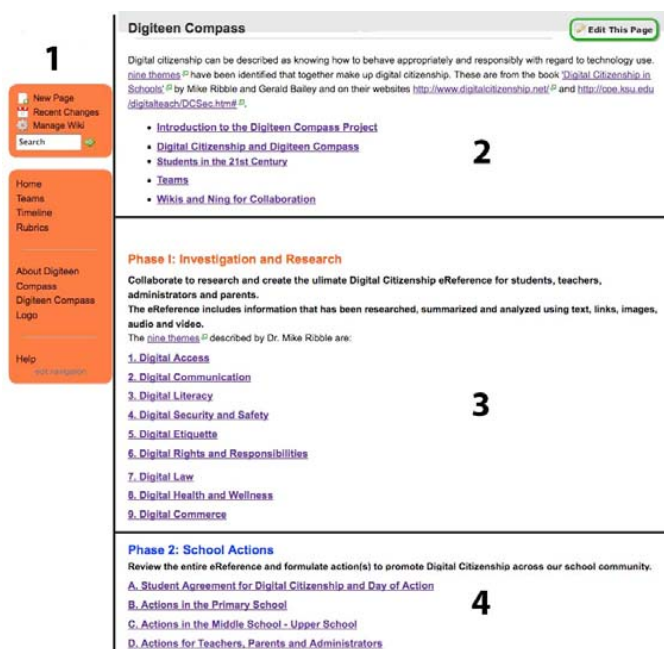 1
New Page
Recent Changes
Manage Wiki
Search
Home
Teams
Timeline
Rubrics
About Digiteen
Compass
Digiteen Compass
Logo
Help
edit navigation
Digiteen Compass
Edit This Page
Digital citizenship can be described as knowing how to behave appropriately and responsibly with regard to technology use.
nine themes have been identified that together make up digital citizenship. These are from the book 'Digital Citizenship in
Schools' by Mike Ribble and Gerald Bailey and on their websites http://www.digitalcitizenship.net/ and http://coe.ksu.edu
/digitalteach/DCSec.htm# .
• Introduction to the Digiteen Compass Project
• Digital Citizenship and Digiteen Compass
• Students in the 21st Century
• Teams
• Wikis and Ning for Collaboration
2
Phase I: Investigation and Research
Collaborate to research and create the ulimate Digital Citizenship eReference for students, teachers,
administrators and parents.
The eReference includes information that has been researched, summarized and analyzed using text, links, images,
audio and video.
The nine themes described by Dr. Mike Ribble are:
1. Digital Access
2. Digital Communication
3. Digital Literacy
4. Digital Security and Safety
5. Digital Etiquette
6. Digital Rights and Responsibilities
7. Digital Law
8. Digital Health and Wellness
9. Digital Commerce
3
Phase 2: School Actions
Review the entire eReference and formulate action(s) to promote Digital Citizenship across our school community.
A. Student Agreement for Digital Citizenship and Day of Action
B. Actions in the Primary School
C. Actions in the Middle School - Upper School
D. Actions for Teachers, Parents and Administrators
4